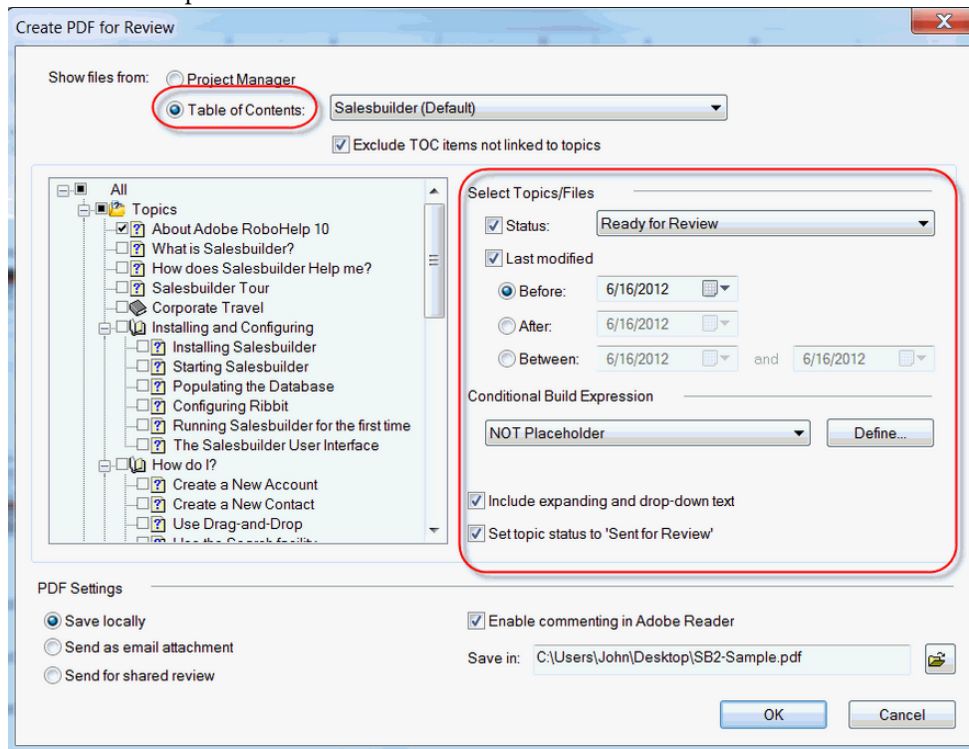 Create PDF for Review
Show files from: Project Manager
Table of Contents: Salesbuilder (Default)
Exclude TOC items not linked to topics
All
Topics
About Adobe RoboHelp 10
What is Salesbuilder?
How does Salesbuilder Help me?
Salesbuilder Tour
Corporate Travel
Installing and Configuring
Installing Salesbuilder
Starting Salesbuilder
Populating the Database
Configuring Ribbit
Running Salesbuilder for the first time
The Salesbuilder User Interface
How do I?
Create a New Account
Create a New Contact
Use Drag-and-Drop
Select Topics/Files
Status: Ready for Review
Last modified
Before: 6/16/2012
After: 6/16/2012
Between: 6/16/2012 and 6/16/2012
Conditional Build Expression
NOT Placeholder Define...
Include expanding and drop-down text
Set topic status to 'Sent for Review'
PDF Settings
Save locally
Send as email attachment
Send for shared review
Enable commenting in Adobe Reader
Save in: C:\Users\John\Desktop\SB2-Sample.pdf
OK Cancel